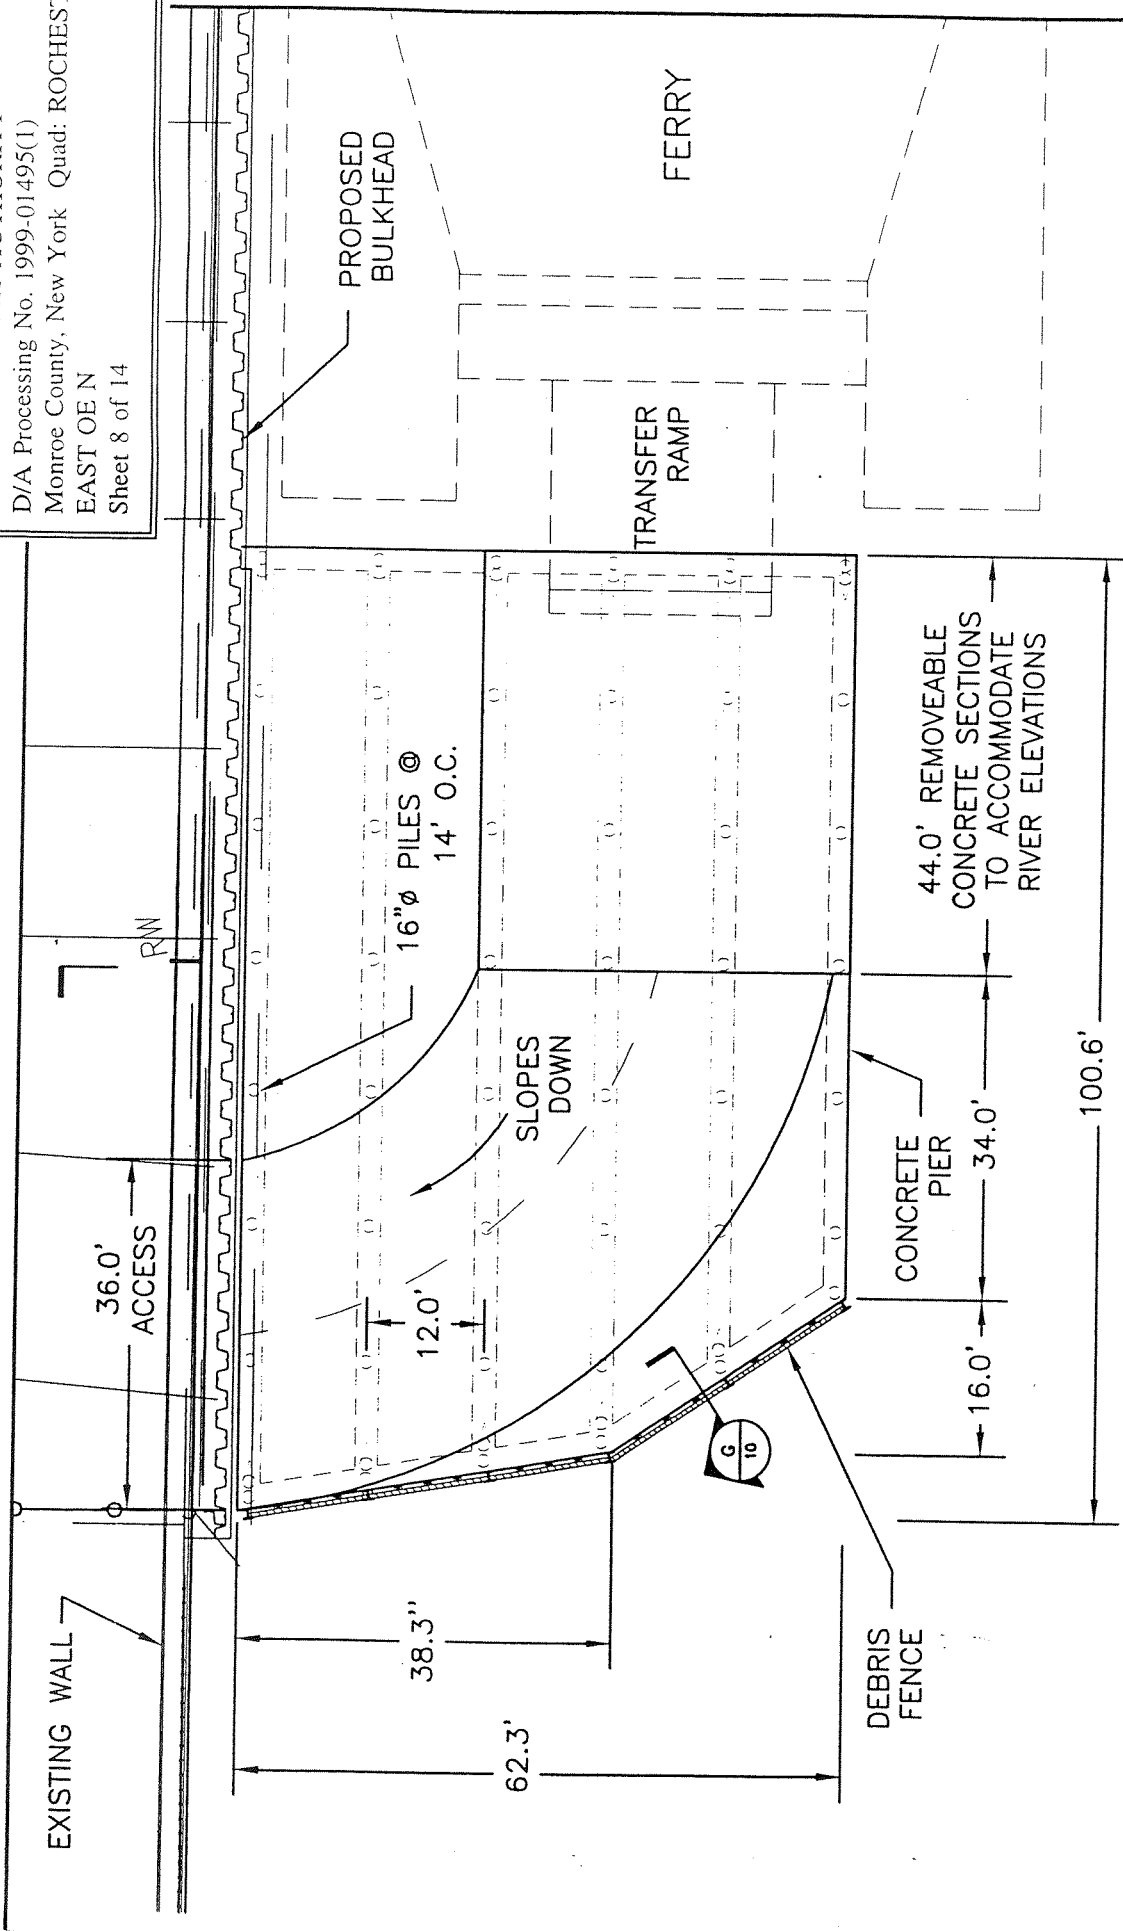 D/A Processing No. 1999-01495(1)
Monroe County, New York Quad: ROCHEST
EAST OE N
Sheet 8 of 14
EXISTING WALL
36.0'
ACCESS
RW
PROPOSED
BULKHEAD
FERRY
TRANSFER
RAMP
16"ø PILES @
14' O.C.
SLOPES
DOWN
12.0'
38.3"
62.3'
G
10
DEBRIS
FENCE
CONCRETE
PIER
16.0'
34.0'
44.0' REMOVEABLE
CONCRETE SECTIONS
TO ACCOMMODATE
RIVER ELEVATIONS
100.6'